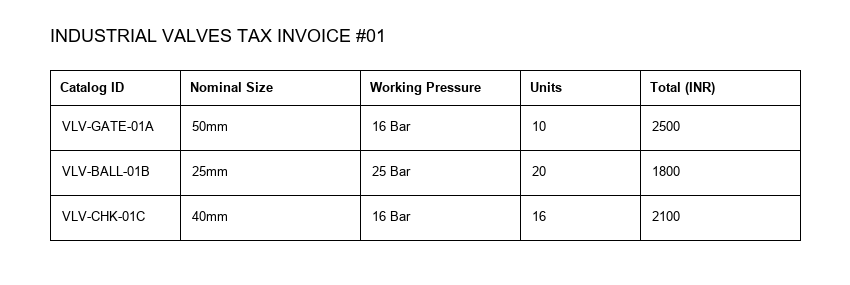 INDUSTRIAL VALVES TAX INVOICE #01
Catalog ID Nominal Size Working Pressure Units Total (INR)
VLV-GATE-01A 50mm 16 Bar 10 2500
VLV-BALL-01B 25mm 25 Bar 20 1800
VLV-CHK-01C 40mm 16 Bar 16 2100